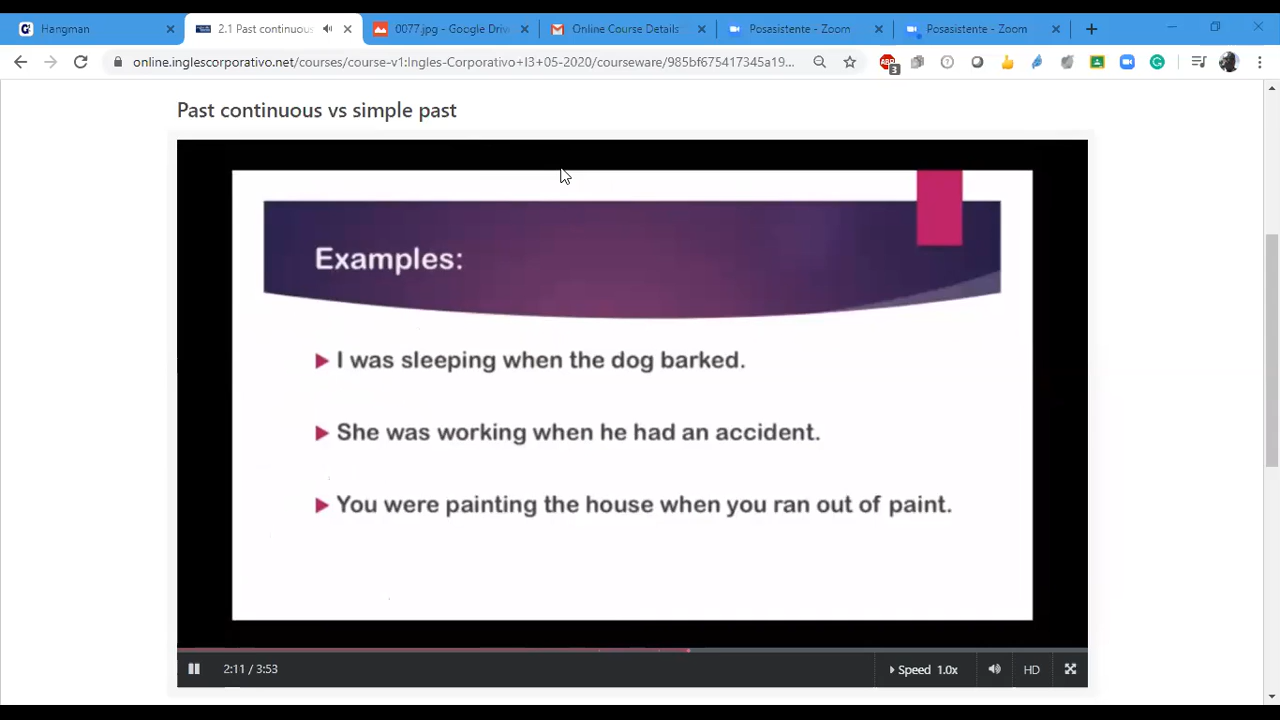 Hangman
2.1 Past continuous
0077.jpg - Google Driv
Online Course Details
Posasistente - Zoom
Posasistente - Zoom
online.inglescorporativo.net/courses/course-v1:Ingles-Corporativo+I3+05-2020/courseware/985bf675417345a19...
ABP
3
Past continuous vs simple past
Examples:
I was sleeping when the dog barked.
She was working when he had an accident.
You were painting the house when you ran out of paint.
2:11 / 3:53
Speed 1.0x
HD